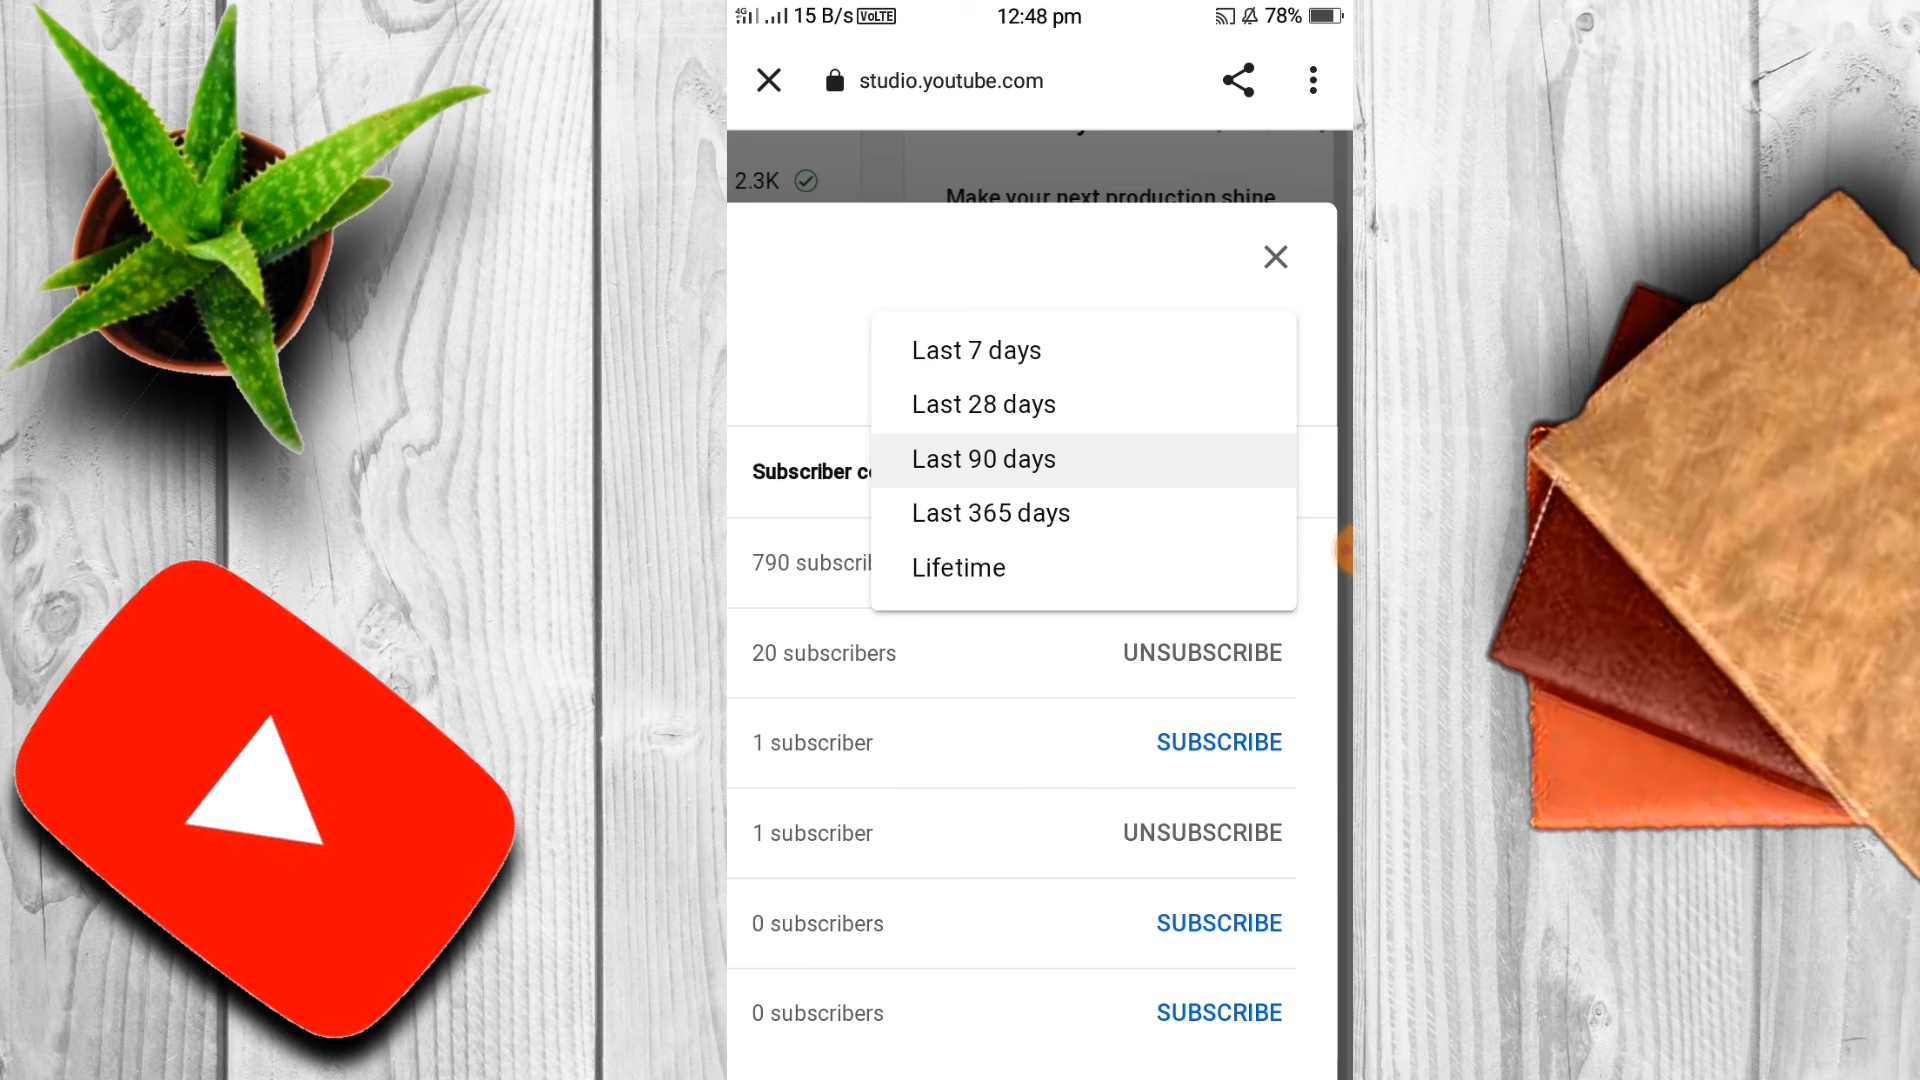 4G 15 B/s VoLTE 12:48 pm 78%
studio.youtube.com
2.3K
Make your next production shine
Last 7 days
Last 28 days
Last 90 days
Last 365 days
Lifetime
Subscriber
790
20 subscribers UNSUBSCRIBE
1 subscriber SUBSCRIBE
1 subscriber UNSUBSCRIBE
0 subscribers SUBSCRIBE
0 subscribers SUBSCRIBE